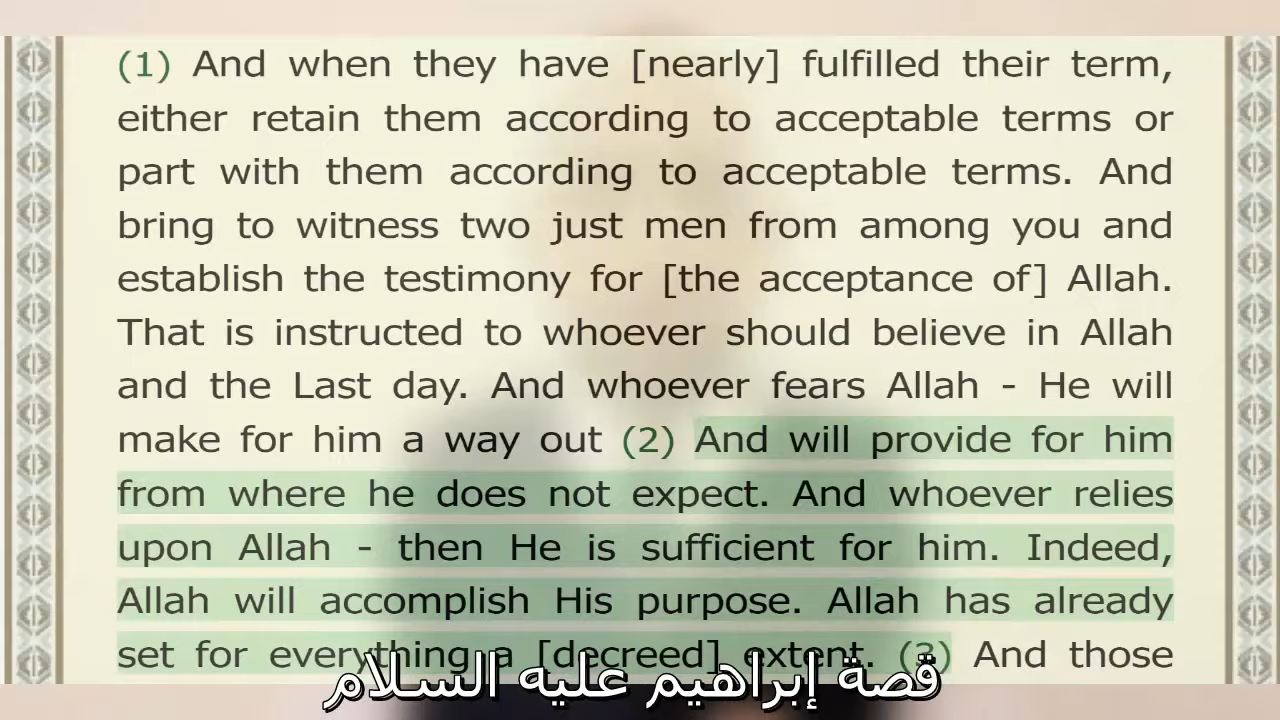 (1) And when they have [nearly] fulfilled their term,
either retain them according to acceptable terms or
part with them according to acceptable terms. And
bring to witness two just men from among you and
establish the testimony for [the acceptance of] Allah.
That is instructed to whoever should believe in Allah
and the Last day. And whoever fears Allah - He will
make for him a way out (2) And will provide for him
from where he does not expect. And whoever relies
upon Allah - then He is sufficient for him. Indeed,
Allah will accomplish His purpose. Allah has already
set for everything a [decreed] extent. (3) And those
قصة إبراهيم عليه السلام